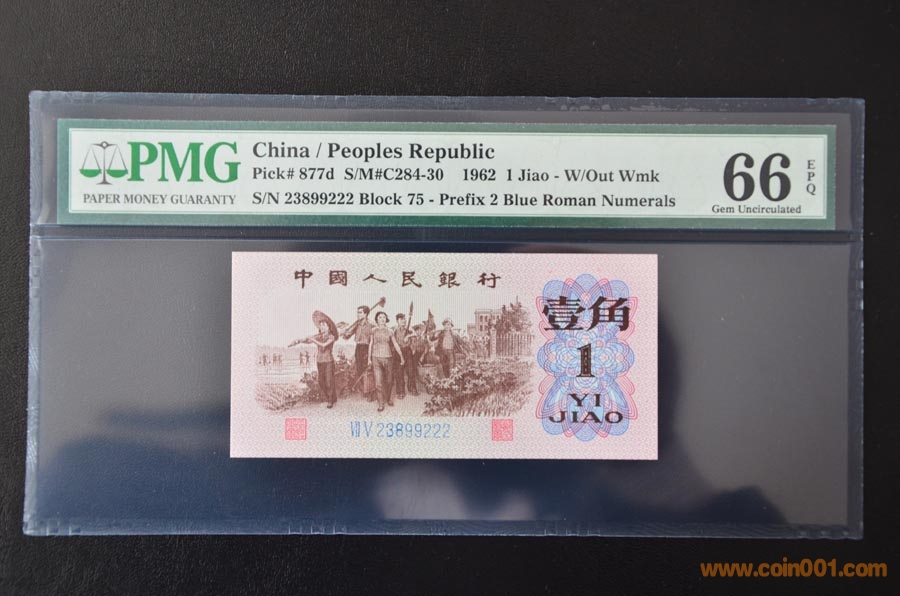 PMG
PAPER MONEY GUARANTY
China / Peoples Republic
Pick# 877d S/M#C284-30 1962 1 Jiao - W/Out Wmk
S/N 23899222 Block 75 - Prefix 2 Blue Roman Numerals
66 EPQ
Gem Uncirculated
中國人民銀行
壹角
1
YI
JIAO
VII V 23899222
www.coin001.com